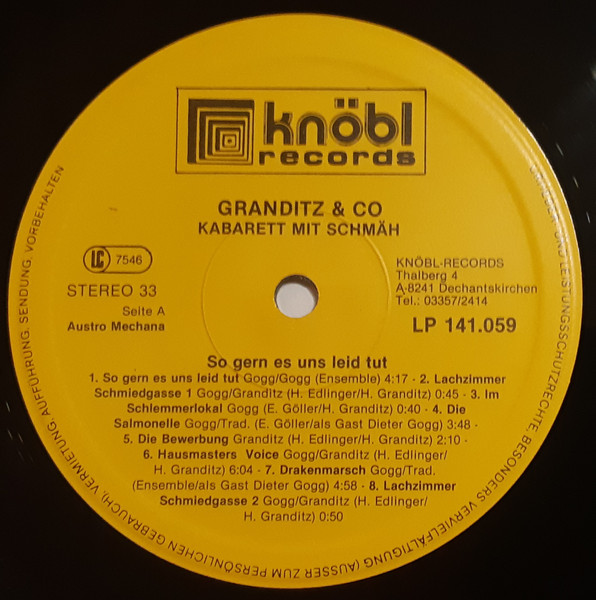 knöbl
records
GRANDITZ & CO
KABARETT MIT SCHMÄH
LC 7546
STEREO 33
Seite A
Austro Mechana
KNÖBL-RECORDS
Thalberg 4
A-8241 Dechantskirchen
Tel.: 03357/2414
LP 141.059
So gern es uns leid tut
1. So gern es uns leid tut Gogg/Gogg (Ensemble) 4:17 - 2. Lachzimmer
Schmiedgasse 1 Gogg/Granditz (H. Edlinger/H. Granditz) 0:45 - 3. Im
Schlemmerlokal Gogg (E. Göller/H. Granditz) 0:40 - 4. Die
Salmonelle Gogg/Trad. (E. Göller/als Gast Dieter Gogg) 3:48 -
5. Die Bewerbung Granditz (H. Edlinger/H. Granditz) 2:10 -
6. Hausmasters Voice Gogg/Granditz (H. Edlinger/
H. Granditz) 6:04 - 7. Drakenmarsch Gogg/Trad.
(Ensemble/als Gast Dieter Gogg) 4:58 - 8. Lachzimmer
Schmiedgasse 2 Gogg/Granditz (H. Edlinger/
H. Granditz) 0:50
UND LEISTUNGSSCHUTZRECHTE, BESONDERS VERVIELFÄLTIGUNG (AUSSER ZUM PERSÖNLICHEN GEBRAUCH), VERMIETUNG, AUFFÜHRUNG, SENDUNG, VORBEHALTEN